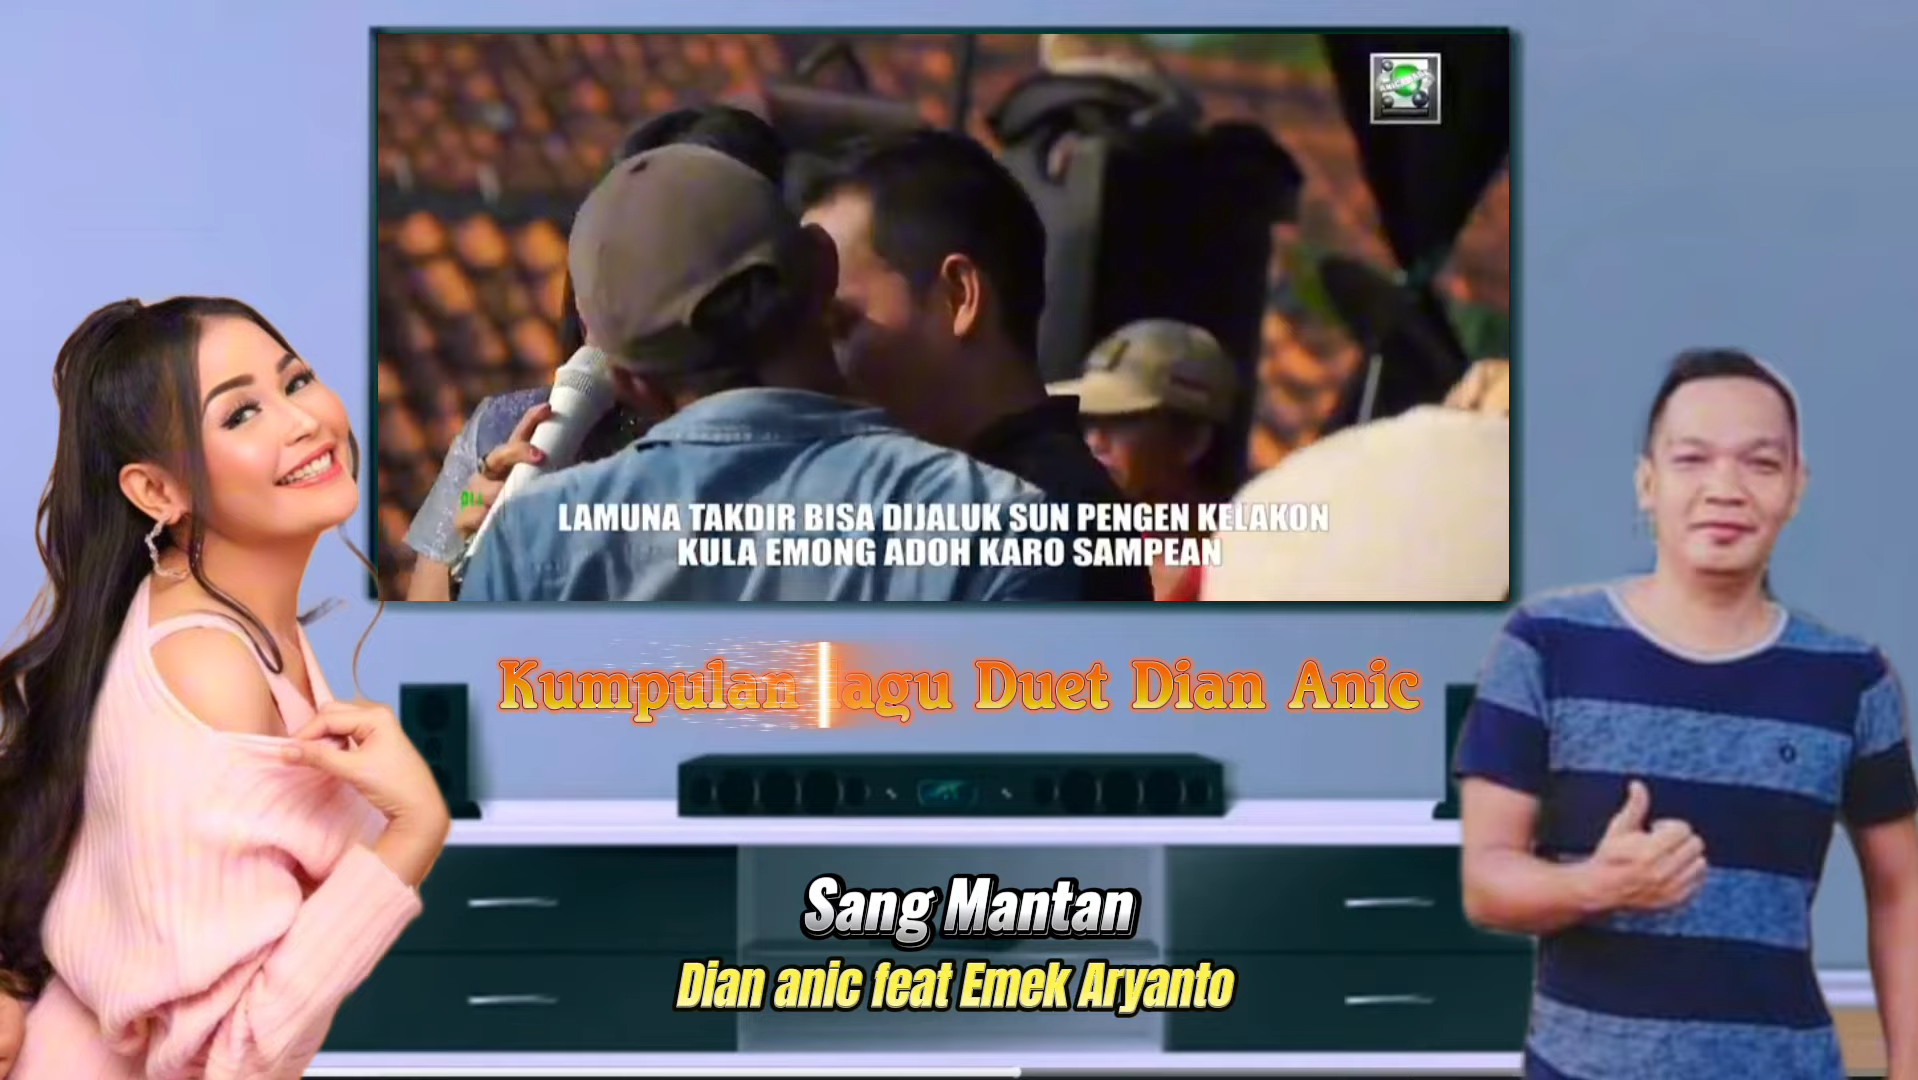 LAMUNA TAKDIR BISA DIJALUK SUN PENGEN KELAKON
KULA EMONG ADOH KARO SAMPEAN
Kumpulan lagu Duet Dian Anic
Sang Mantan
Dian anic feat Emek Aryanto